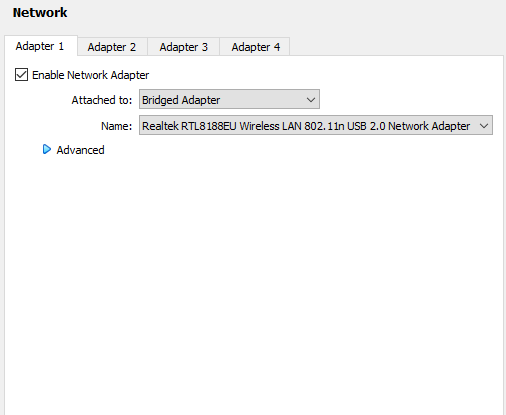 Network
Adapter 1 Adapter 2 Adapter 3 Adapter 4
Enable Network Adapter
Attached to: Bridged Adapter
Name: Realtek RTL8188EU Wireless LAN 802.11n USB 2.0 Network Adapter
Advanced